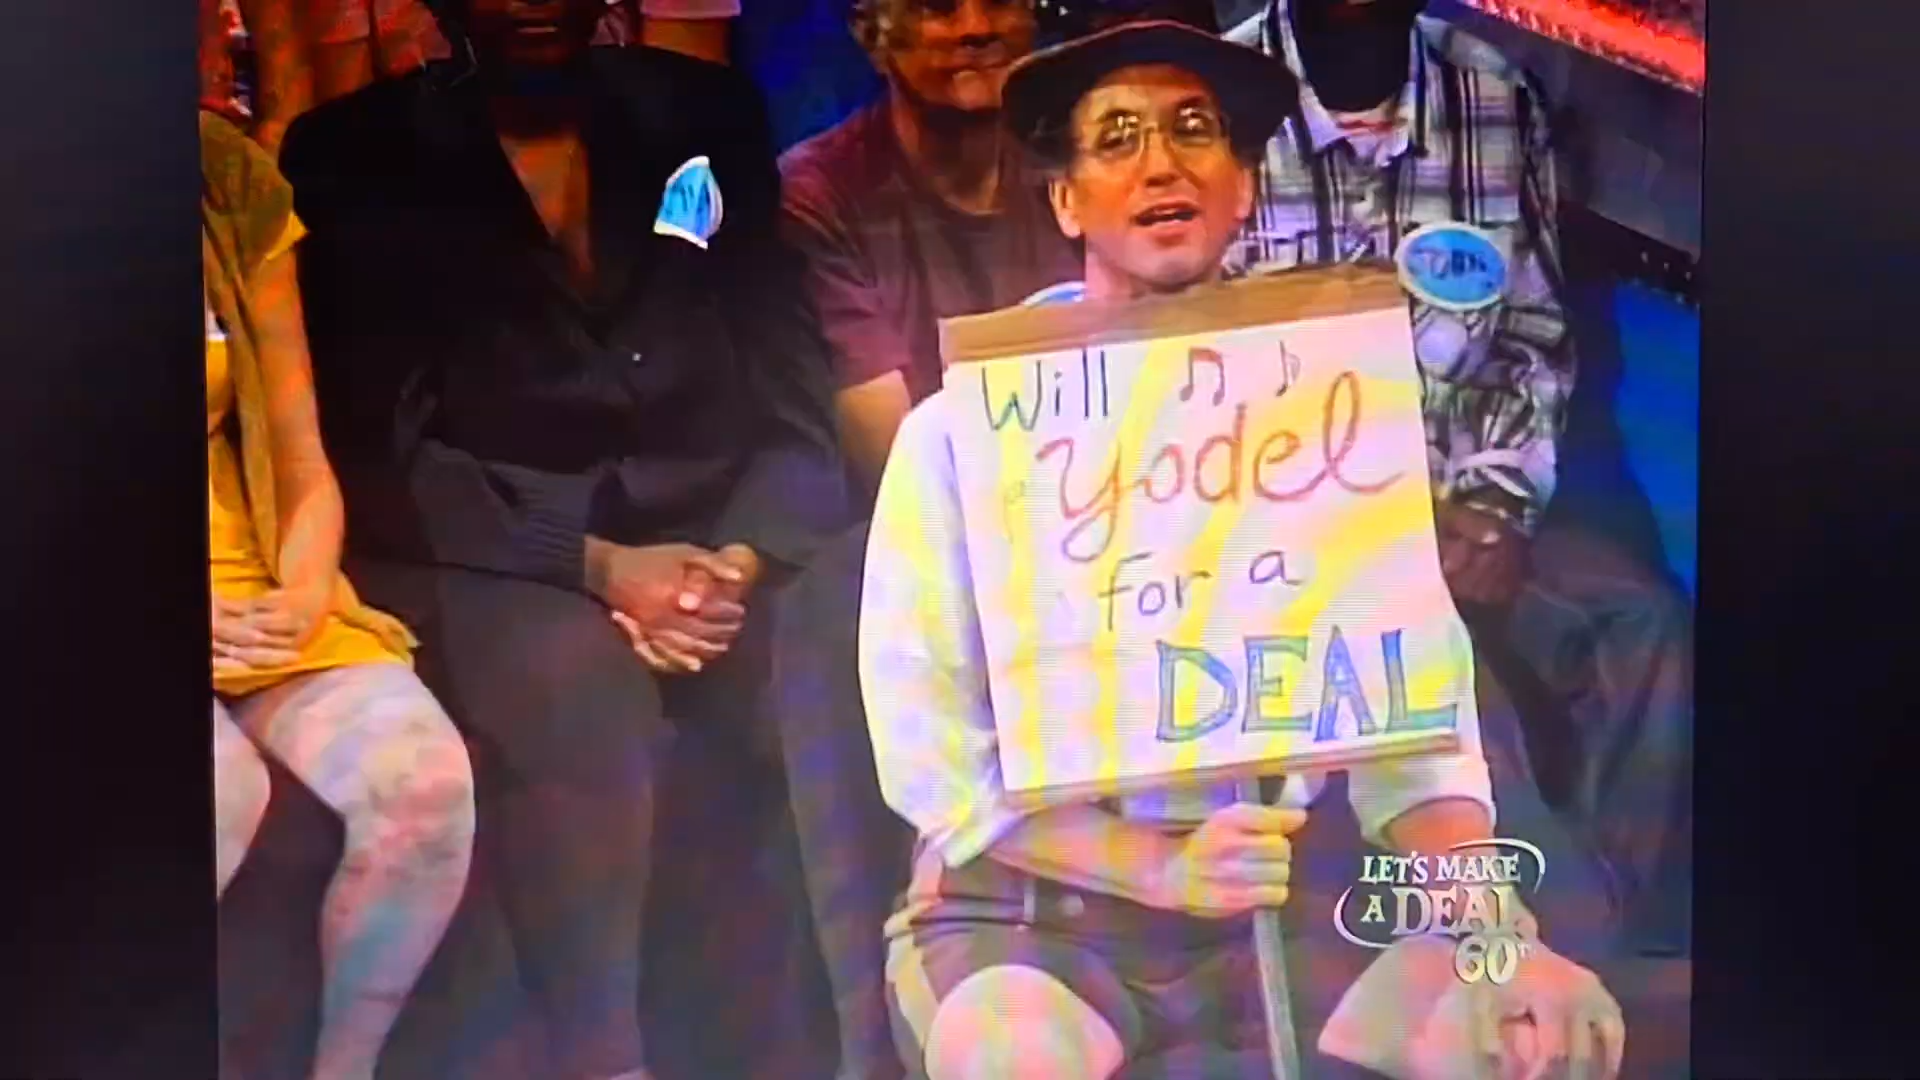 Will
Yodel
for a
DEAL
LET'S MAKE
A DEAL
60TH